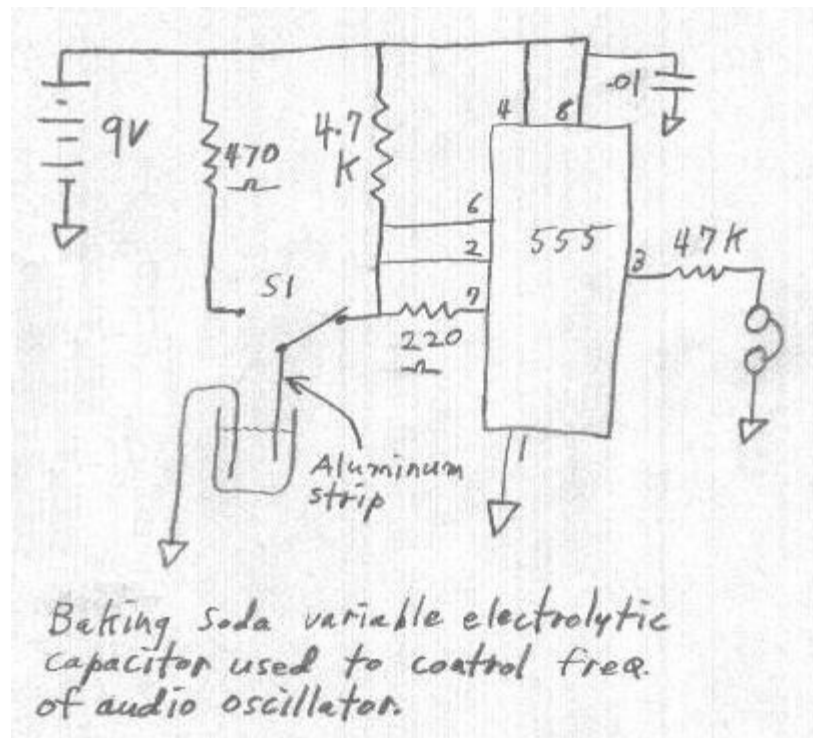 .01
4 8
9V
470
Ω
4.7
K
6
555
47K
2
3
S1
7
220
Ω
1
Aluminum
strip
Baking Soda variable electrolytic
capacitor used to control freq.
of audio oscillator.